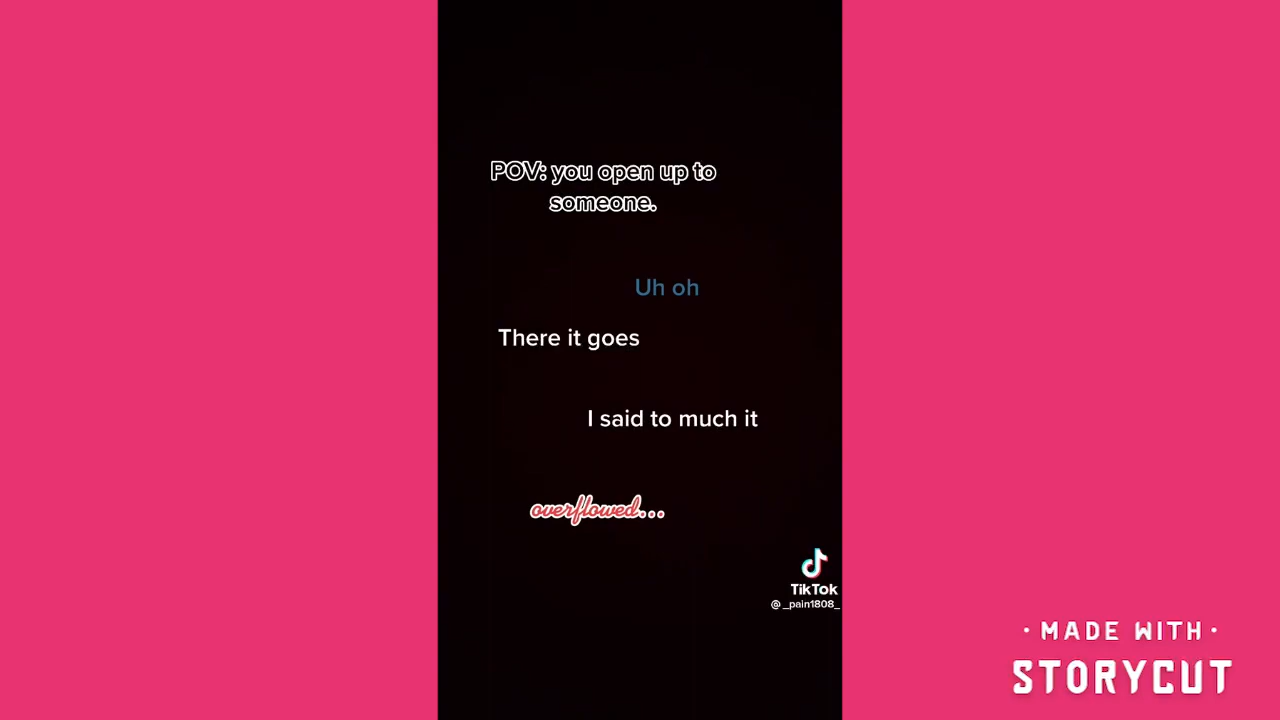 POV: you open up to
someone.
Uh oh
There it goes
I said to much it
overflowed...
TikTok
@ _pain1808_
· MADE WITH ·
STORYCUT